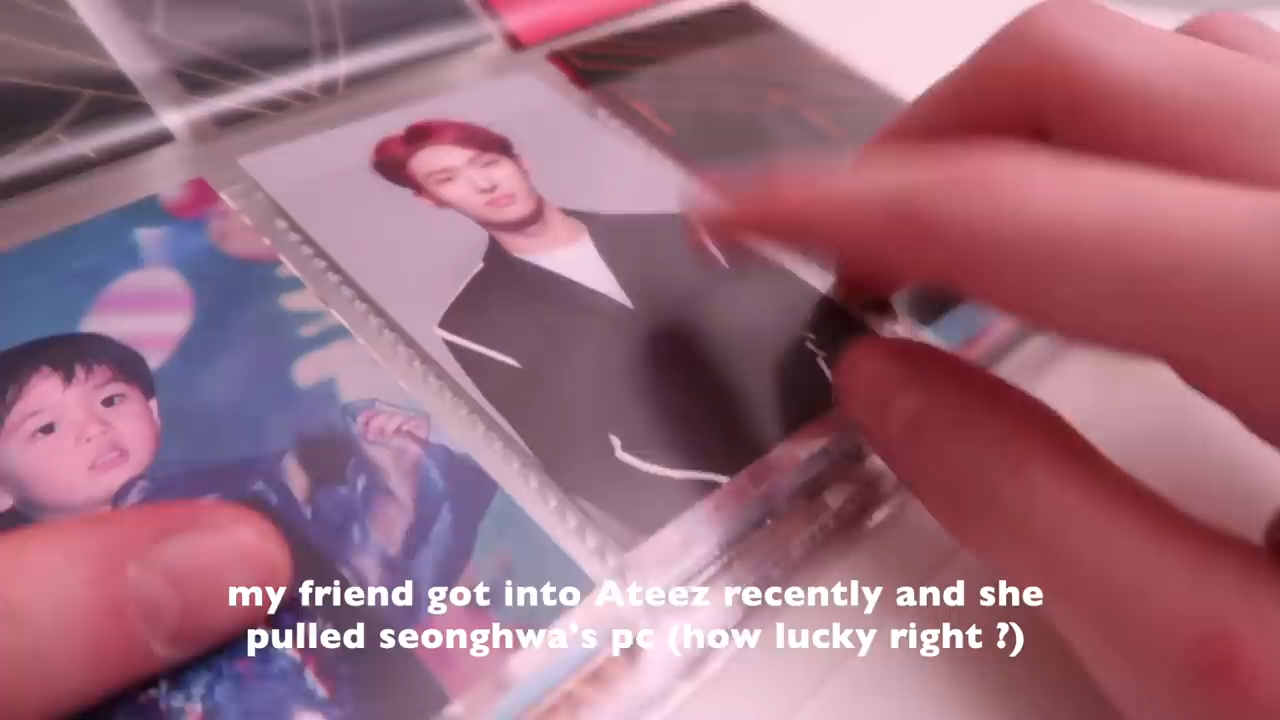 my friend got into Ateez recently and she
pulled seonghwa's pc (how lucky right ?)